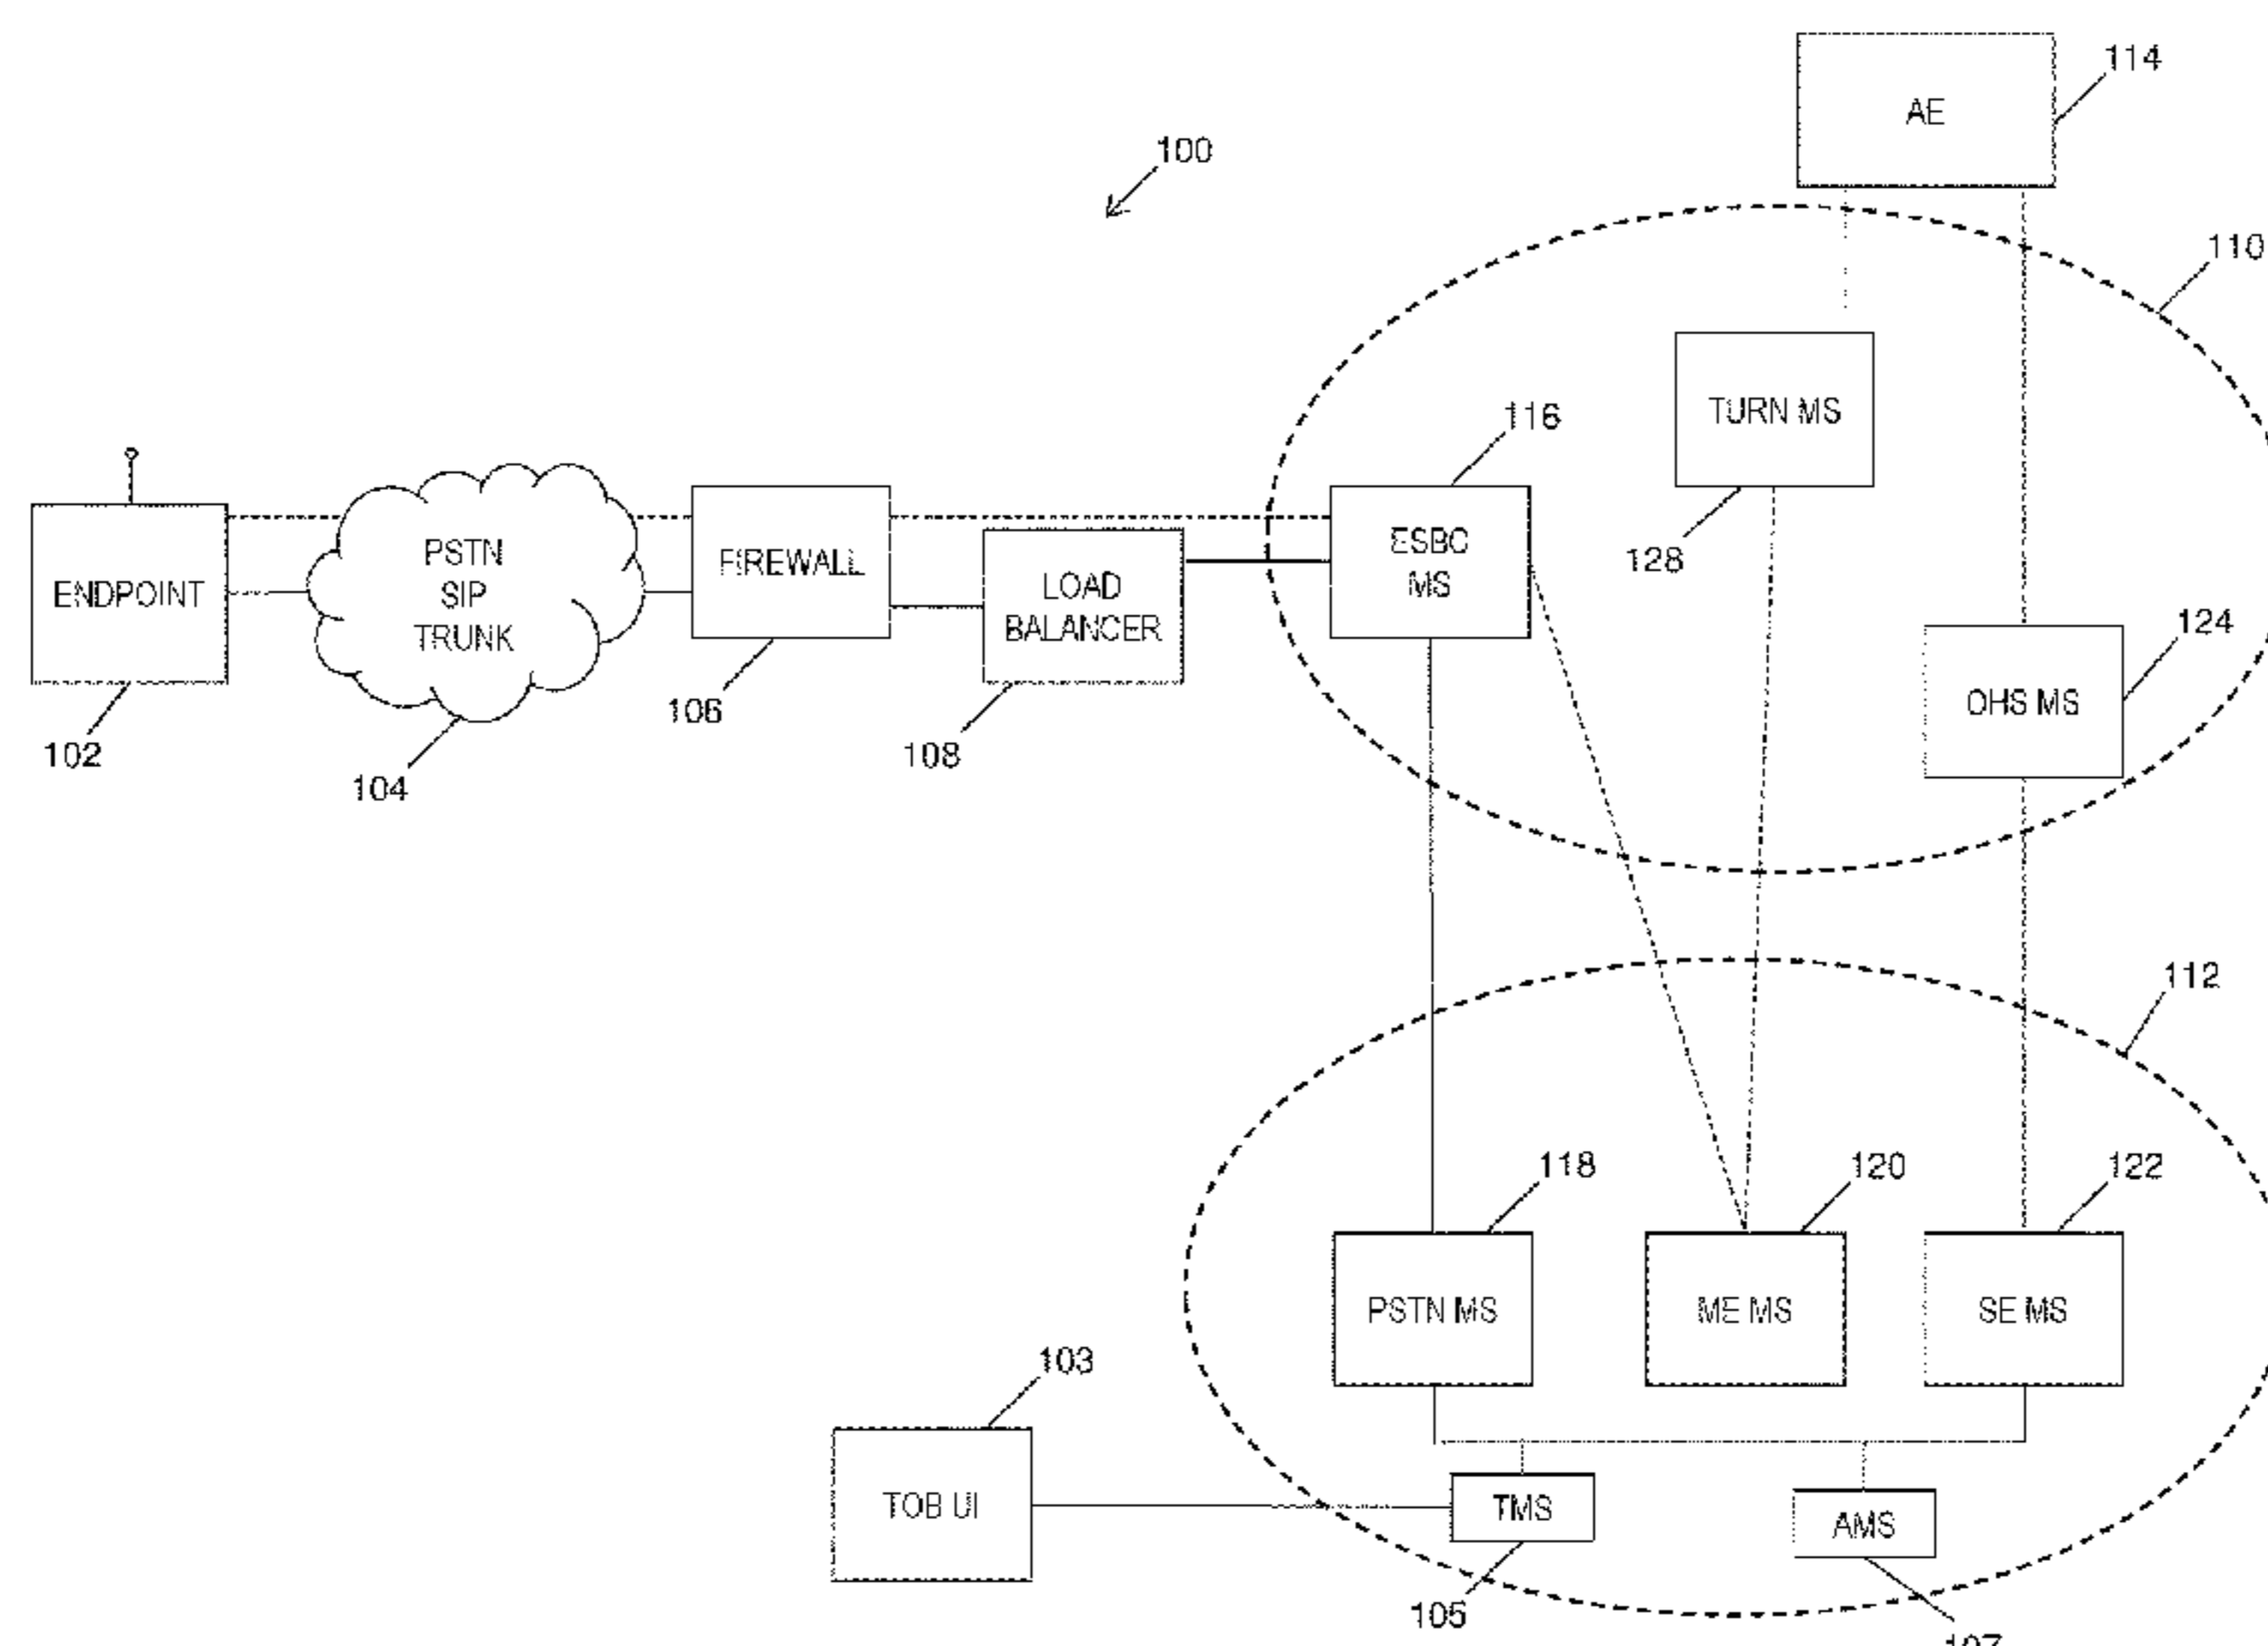 114
AE
100
110
116
TURN MS
128
ENDPOINT
102
PSTN
SIP
TRUNK
104
FIREWALL
106
LOAD
BALANCER
108
ESBC
MS
124
OHS MS
112
118
120
122
PSTN MS
ME MS
SE MS
103
TOB UI
TMS
AMS
105
107